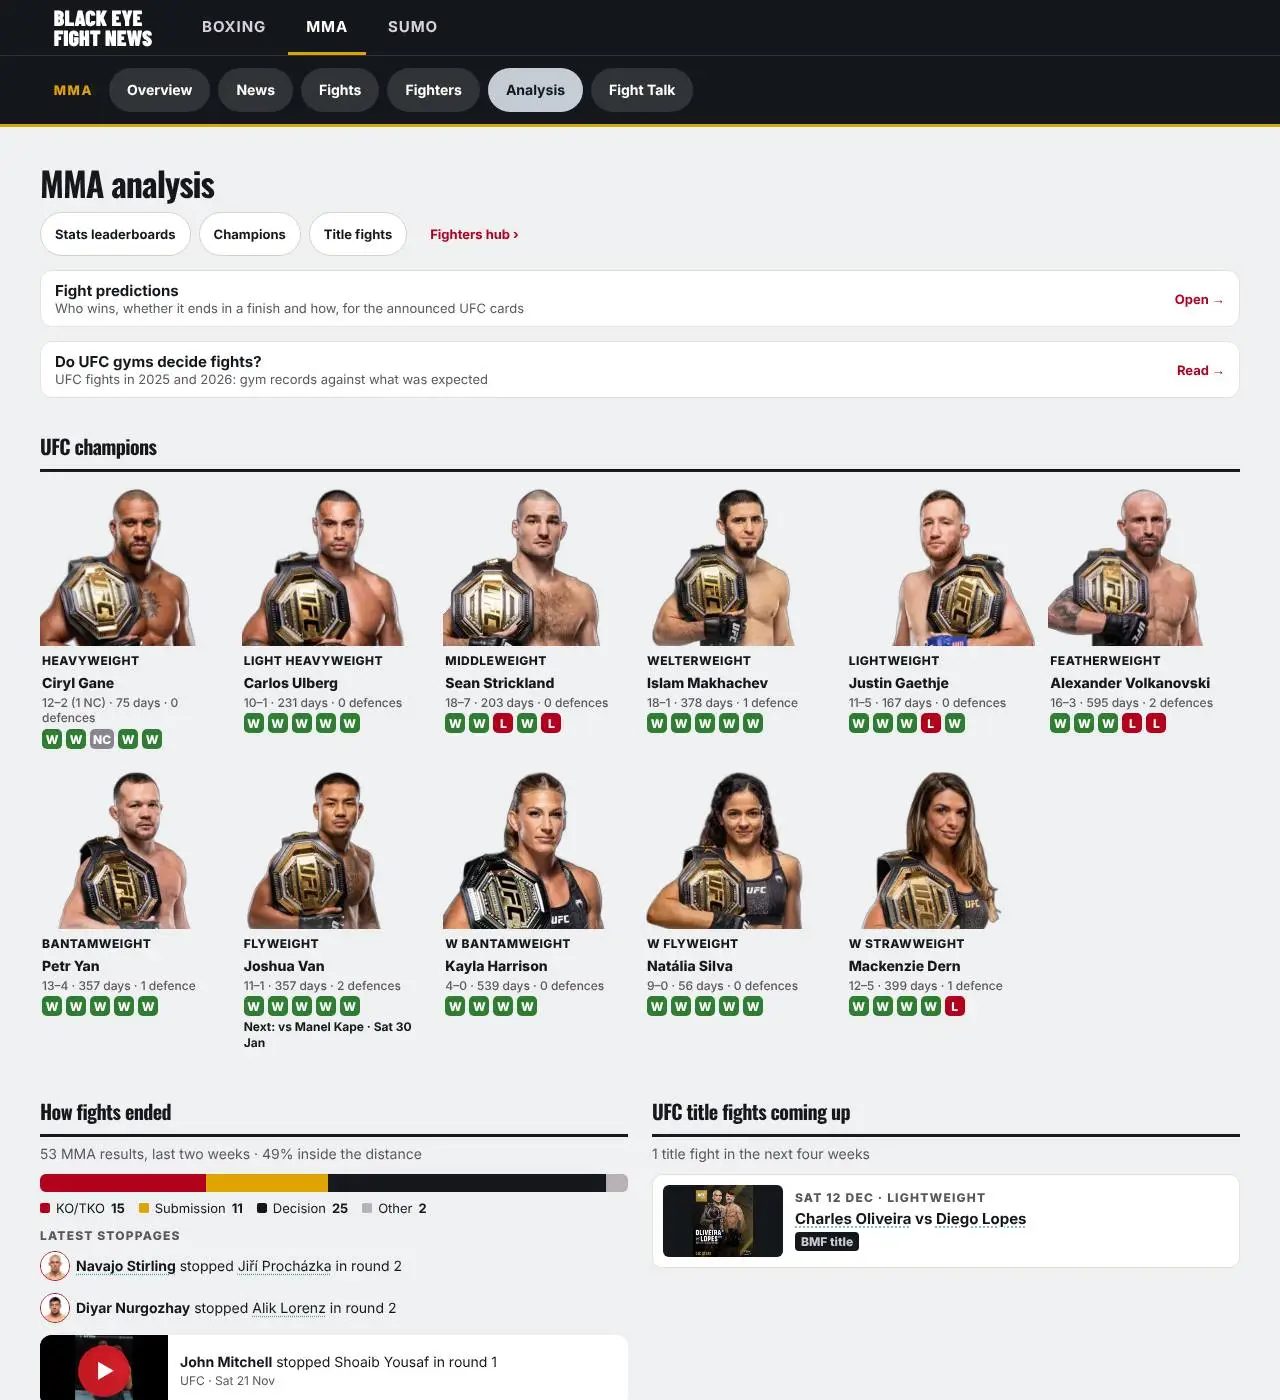 BLACK EYE
FIGHT NEWS
BOXING
MMA
SUMO
MMA
Overview
News
Fights
Fighters
Analysis
Fight Talk
MMA analysis
Stats leaderboards
Champions
Title fights
Fighters hub ›
Fight predictions
Who wins, whether it ends in a finish and how, for the announced UFC cards
Open →
Do UFC gyms decide fights?
UFC fights in 2025 and 2026: gym records against what was expected
Read →
UFC champions
HEAVYWEIGHT
Ciryl Gane
12–2 (1 NC) · 75 days · 0
defences
W W NC W W
LIGHT HEAVYWEIGHT
Carlos Ulberg
10–1 · 231 days · 0 defences
W W W W W
MIDDLEWEIGHT
Sean Strickland
18–7 · 203 days · 0 defences
W W L W L
WELTERWEIGHT
Islam Makhachev
18–1 · 378 days · 1 defence
W W W W W
LIGHTWEIGHT
Justin Gaethje
11–5 · 167 days · 0 defences
W W W L W
FEATHERWEIGHT
Alexander Volkanovski
16–3 · 595 days · 2 defences
W W W L L
BANTAMWEIGHT
Petr Yan
13–4 · 357 days · 1 defence
W W W W W
FLYWEIGHT
Joshua Van
11–1 · 357 days · 2 defences
W W W W W
Next: vs Manel Kape · Sat 30
Jan
W BANTAMWEIGHT
Kayla Harrison
4–0 · 539 days · 0 defences
W W W W
W FLYWEIGHT
Natália Silva
9–0 · 56 days · 0 defences
W W W W W
W STRAWWEIGHT
Mackenzie Dern
12–5 · 399 days · 1 defence
W W W W L
How fights ended
53 MMA results, last two weeks · 49% inside the distance
KO/TKO 15
Submission 11
Decision 25
Other 2
LATEST STOPPAGES
Navajo Stirling stopped Jiří Procházka in round 2
Diyar Nurgozhay stopped Alik Lorenz in round 2
John Mitchell stopped Shoaib Yousaf in round 1
UFC · Sat 21 Nov
UFC title fights coming up
1 title fight in the next four weeks
OLIVEIRA
LOPES
SAT 12 DEC · LIGHTWEIGHT
Charles Oliveira vs Diego Lopes
BMF title